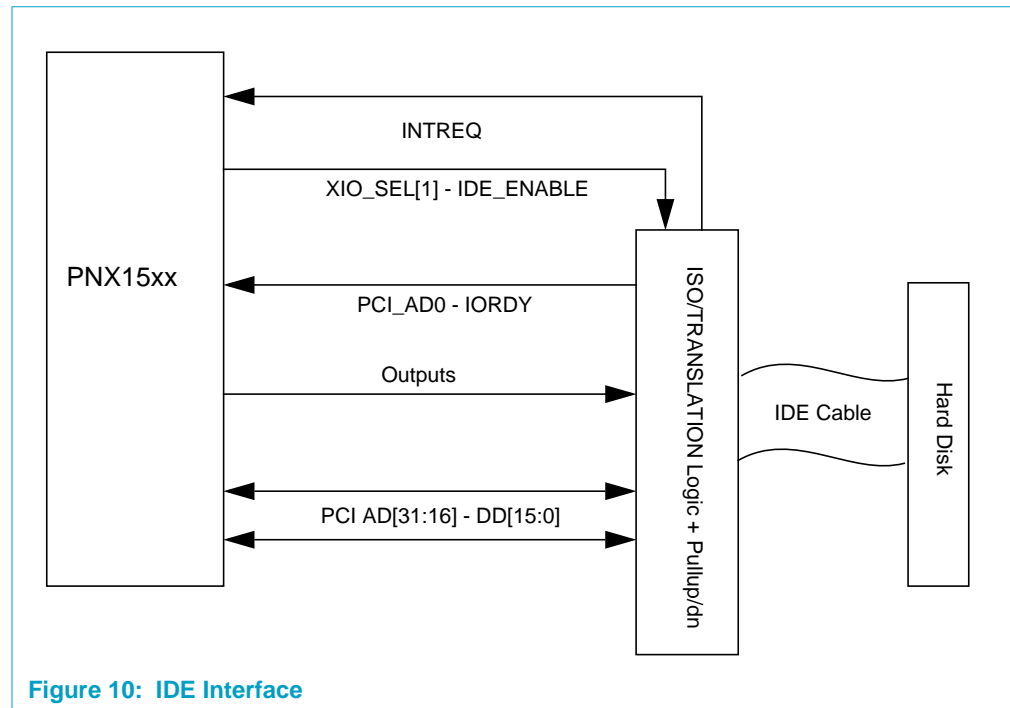 INTREQ
XIO_SEL[1] - IDE_ENABLE
PNX15xx
PCI_AD0 - IORDY
Outputs
PCI AD[31:16] - DD[15:0]
ISO/TRANSLATION Logic + Pullup/dn
IDE Cable
Hard Disk
Figure 10: IDE Interface